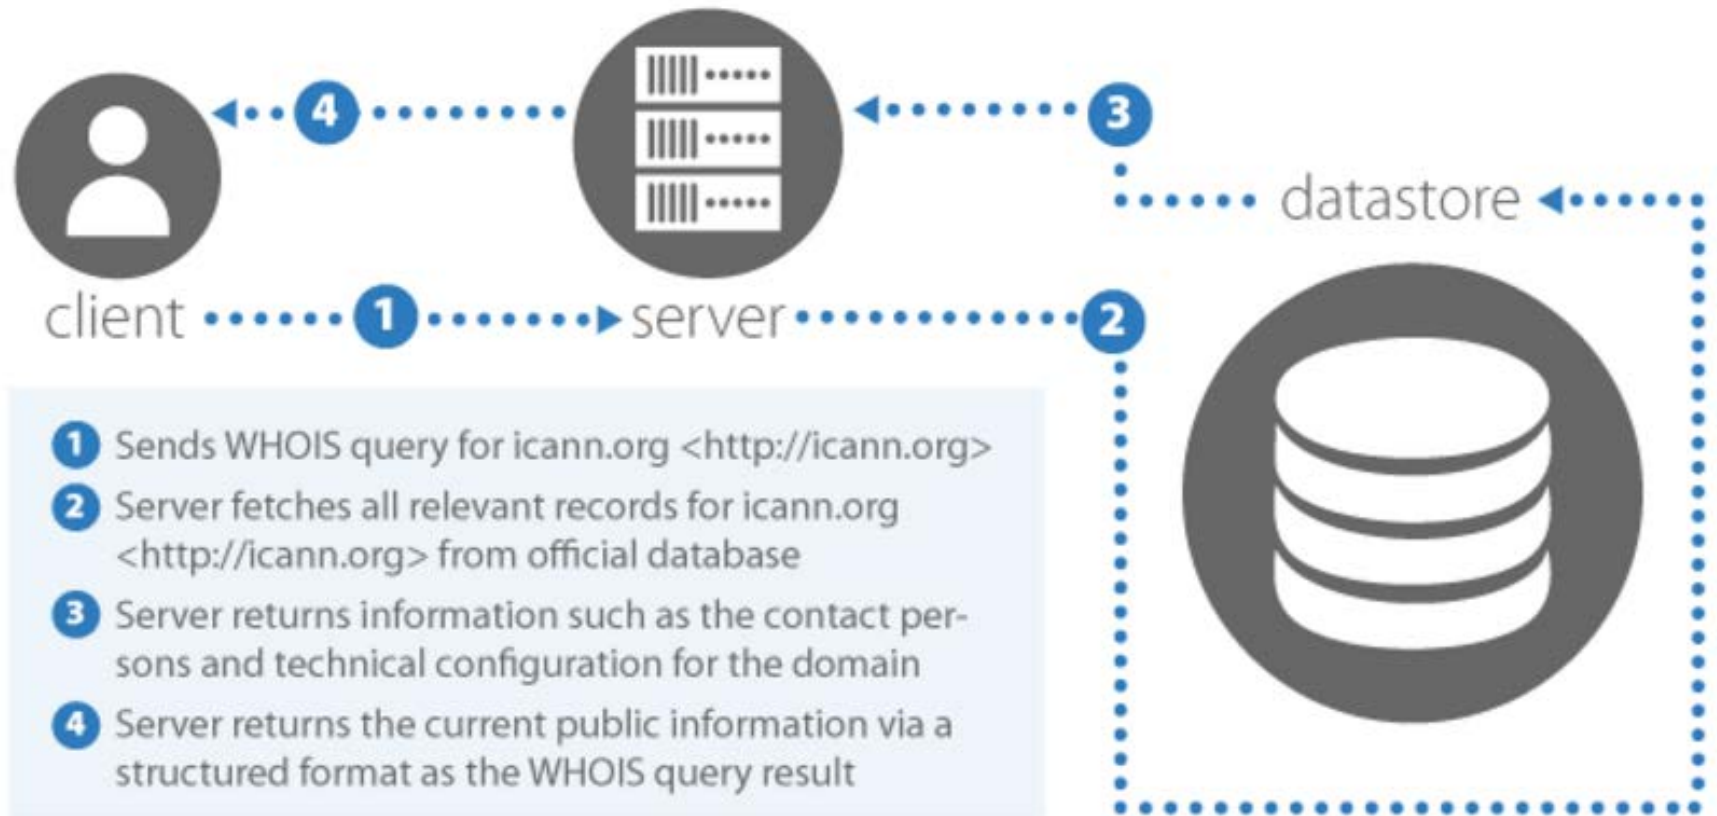 4
3
datastore
client
1
server
2
1 Sends WHOIS query for icann.org <http://icann.org>
2 Server fetches all relevant records for icann.org
<http://icann.org> from official database
3 Server returns information such as the contact per-
sons and technical configuration for the domain
4 Server returns the current public information via a
structured format as the WHOIS query result